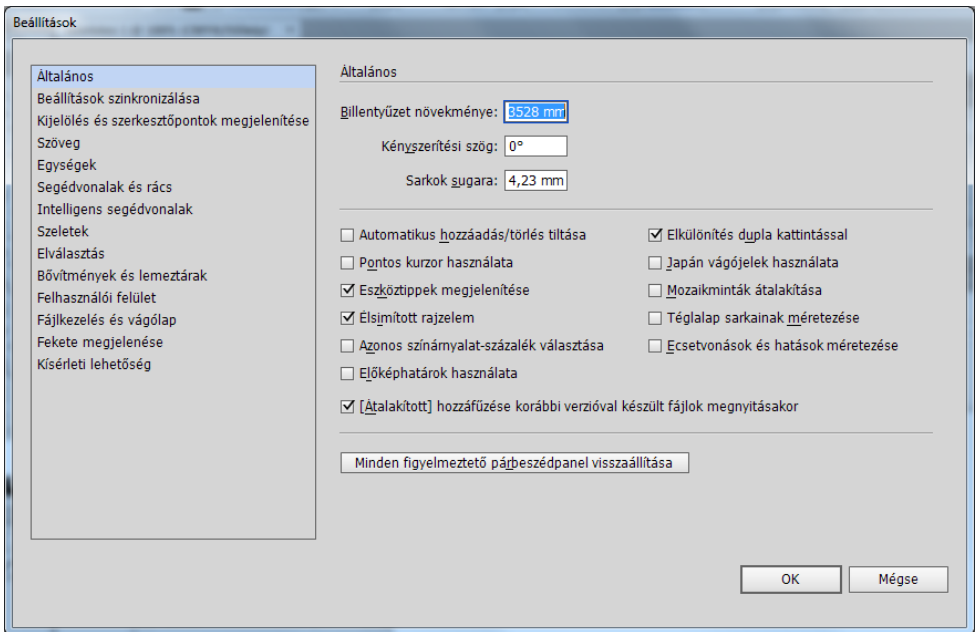 Beállítások
Általános
Beállítások szinkronizálása
Kijelölés és szerkesztőpontok megjelenítése
Szöveg
Egységek
Segédvonalak és rács
Intelligens segédvonalak
Szeletek
Elválasztás
Bővítmények és lemeztárak
Felhasználói felület
Fájlkezelés és vágólap
Fekete megjelenése
Kísérleti lehetőség
Általános
Billentyűzet növekménye: 3528 mm
Kényszerítési szög: 0°
Sarkok sugara: 4,23 mm
Automatikus hozzáadás/törlés tiltása
Pontos kurzor használata
Eszköztippek megjelenítése
Élsimított rajzelem
Azonos színárnyalat-százalék választása
Előképhatárok használata
Elkülönítés dupla kattintással
Japán vágójelek használata
Mozaikminták átalakítása
Téglalap sarkainak méretezése
Ecsetvonások és hatások méretezése
[Átalakított] hozzáfűzése korábbi verzióval készült fájlok megnyitásakor
Minden figyelmeztető párbeszédpanel visszaállítása
OK Mégse